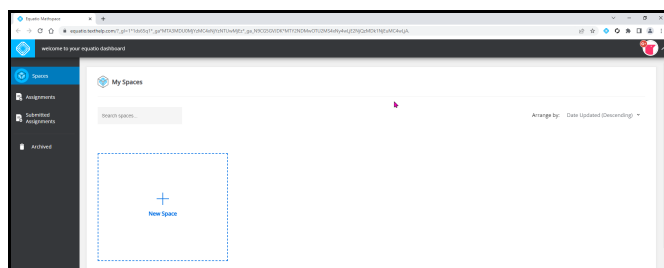 Equatio Mathspace
welcome to your equatio dashboard
Spaces
My Spaces
Assignments
Search spaces...
Arrange by: Date Updated (Descending)
Submitted
Assignments
Archived
New Space